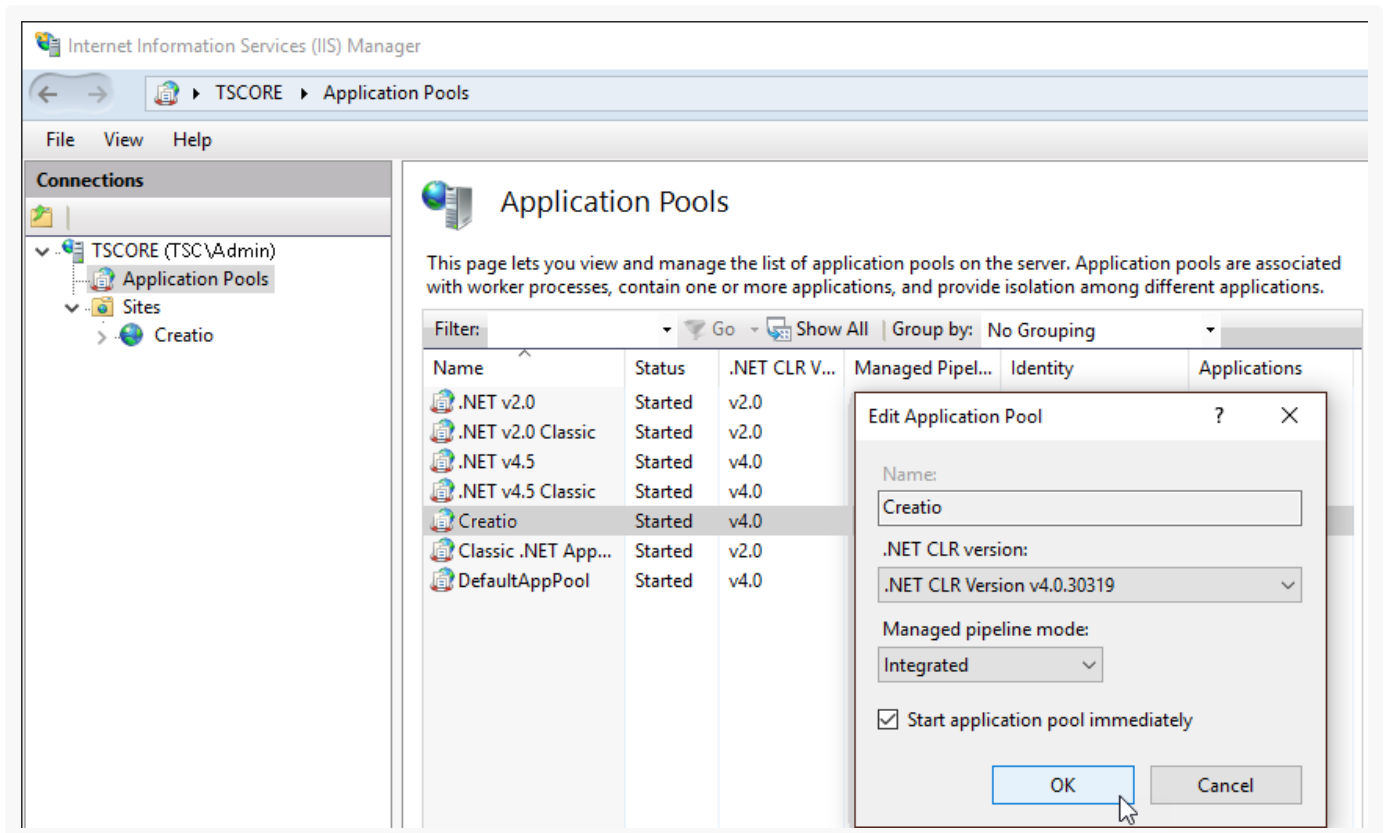 Internet Information Services (IIS) Manager
TSCORE Application Pools
File View Help
Connections
TSCORE (TSC\Admin)
Application Pools
Sites
Creatio
Application Pools
This page lets you view and manage the list of application pools on the server. Application pools are associated
with worker processes, contain one or more applications, and provide isolation among different applications.
Filter: Go Show All Group by: No Grouping
Name Status .NET CLR V... Managed Pipel... Identity Applications
.NET v2.0 Started v2.0
.NET v2.0 Classic Started v2.0
.NET v4.5 Started v4.0
.NET v4.5 Classic Started v4.0
Creatio Started v4.0
Classic .NET App... Started v2.0
DefaultAppPool Started v4.0
Edit Application Pool ?
Name:
Creatio
.NET CLR version:
.NET CLR Version v4.0.30319
Managed pipeline mode:
Integrated
Start application pool immediately
OK Cancel